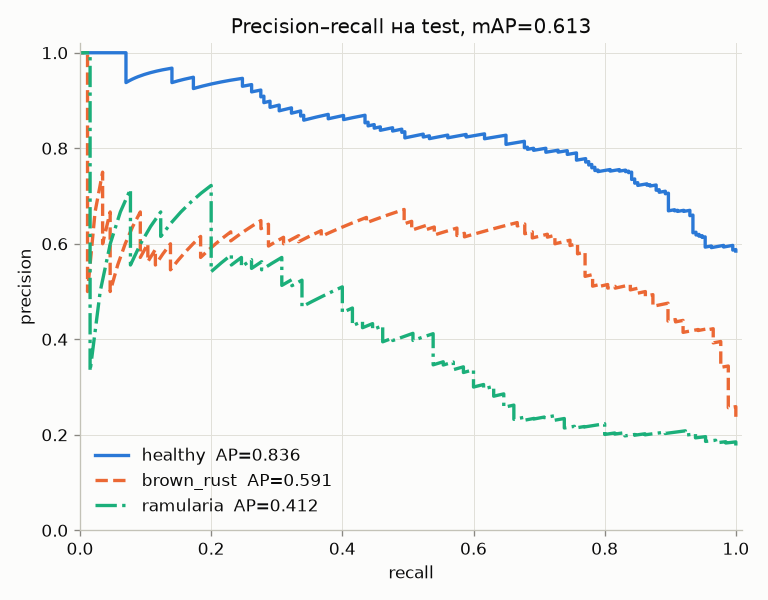 Precision–recall на test, mAP=0.613
1.0
0.8
0.6
0.4
0.2
0.0
precision
healthy AP=0.836
brown_rust AP=0.591
ramularia AP=0.412
0.0 0.2 0.4 0.6 0.8 1.0
recall